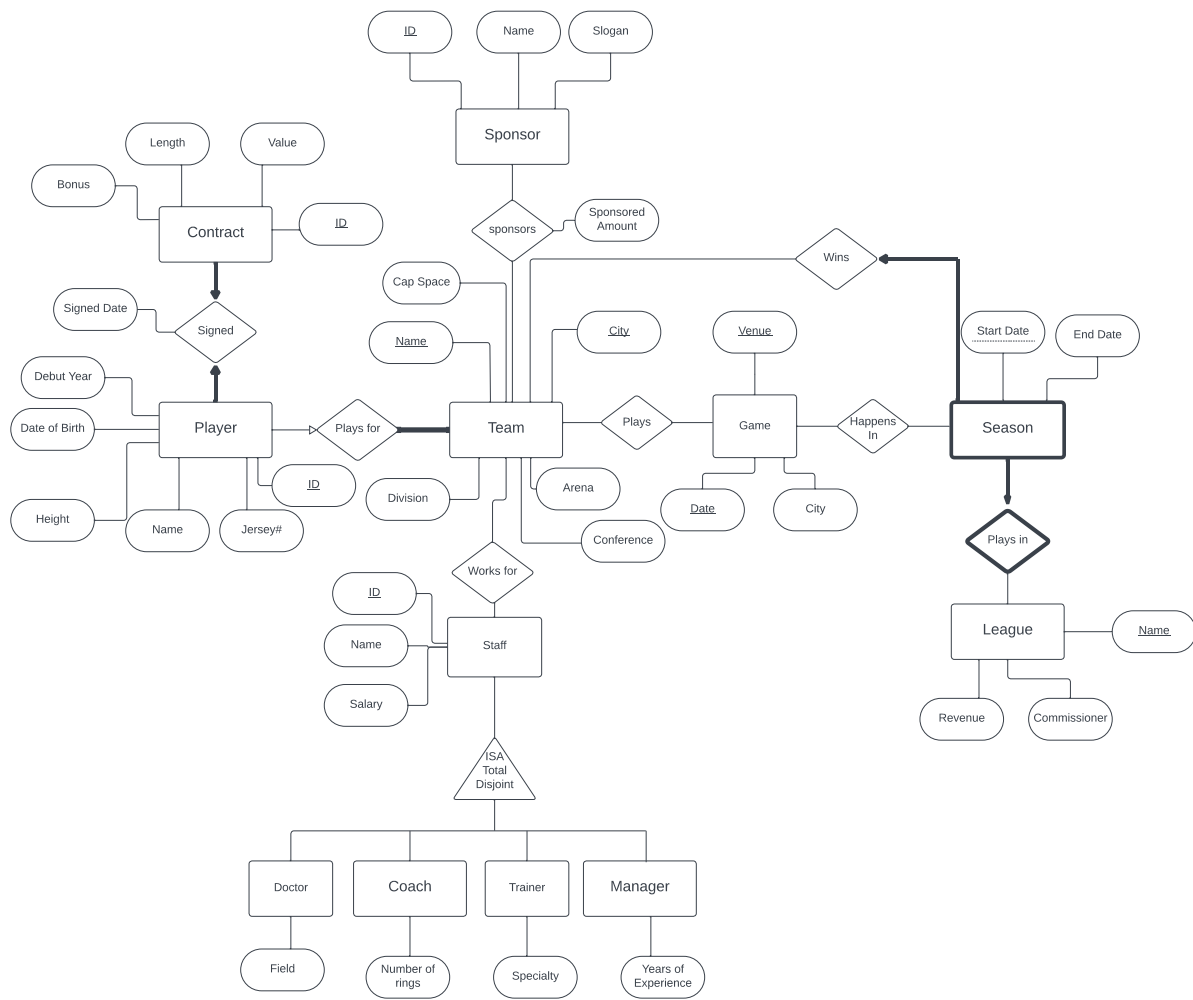 ID
Name
Slogan
Sponsor
Length
Value
Bonus
Contract
ID
sponsors
Sponsored
Amount
Wins
Cap Space
Signed Date
Signed
Name
City
Venue
Start Date
End Date
Debut Year
Date of Birth
Player
Plays for
Team
Plays
Game
Happens
In
Season
ID
Division
Arena
Date
City
Height
Name
Jersey#
Conference
Plays in
Works for
ID
Name
Staff
Salary
League
Name
Revenue
Commissioner
ISA
Total
Disjoint
Doctor
Coach
Trainer
Manager
Field
Number of
rings
Specialty
Years of
Experience